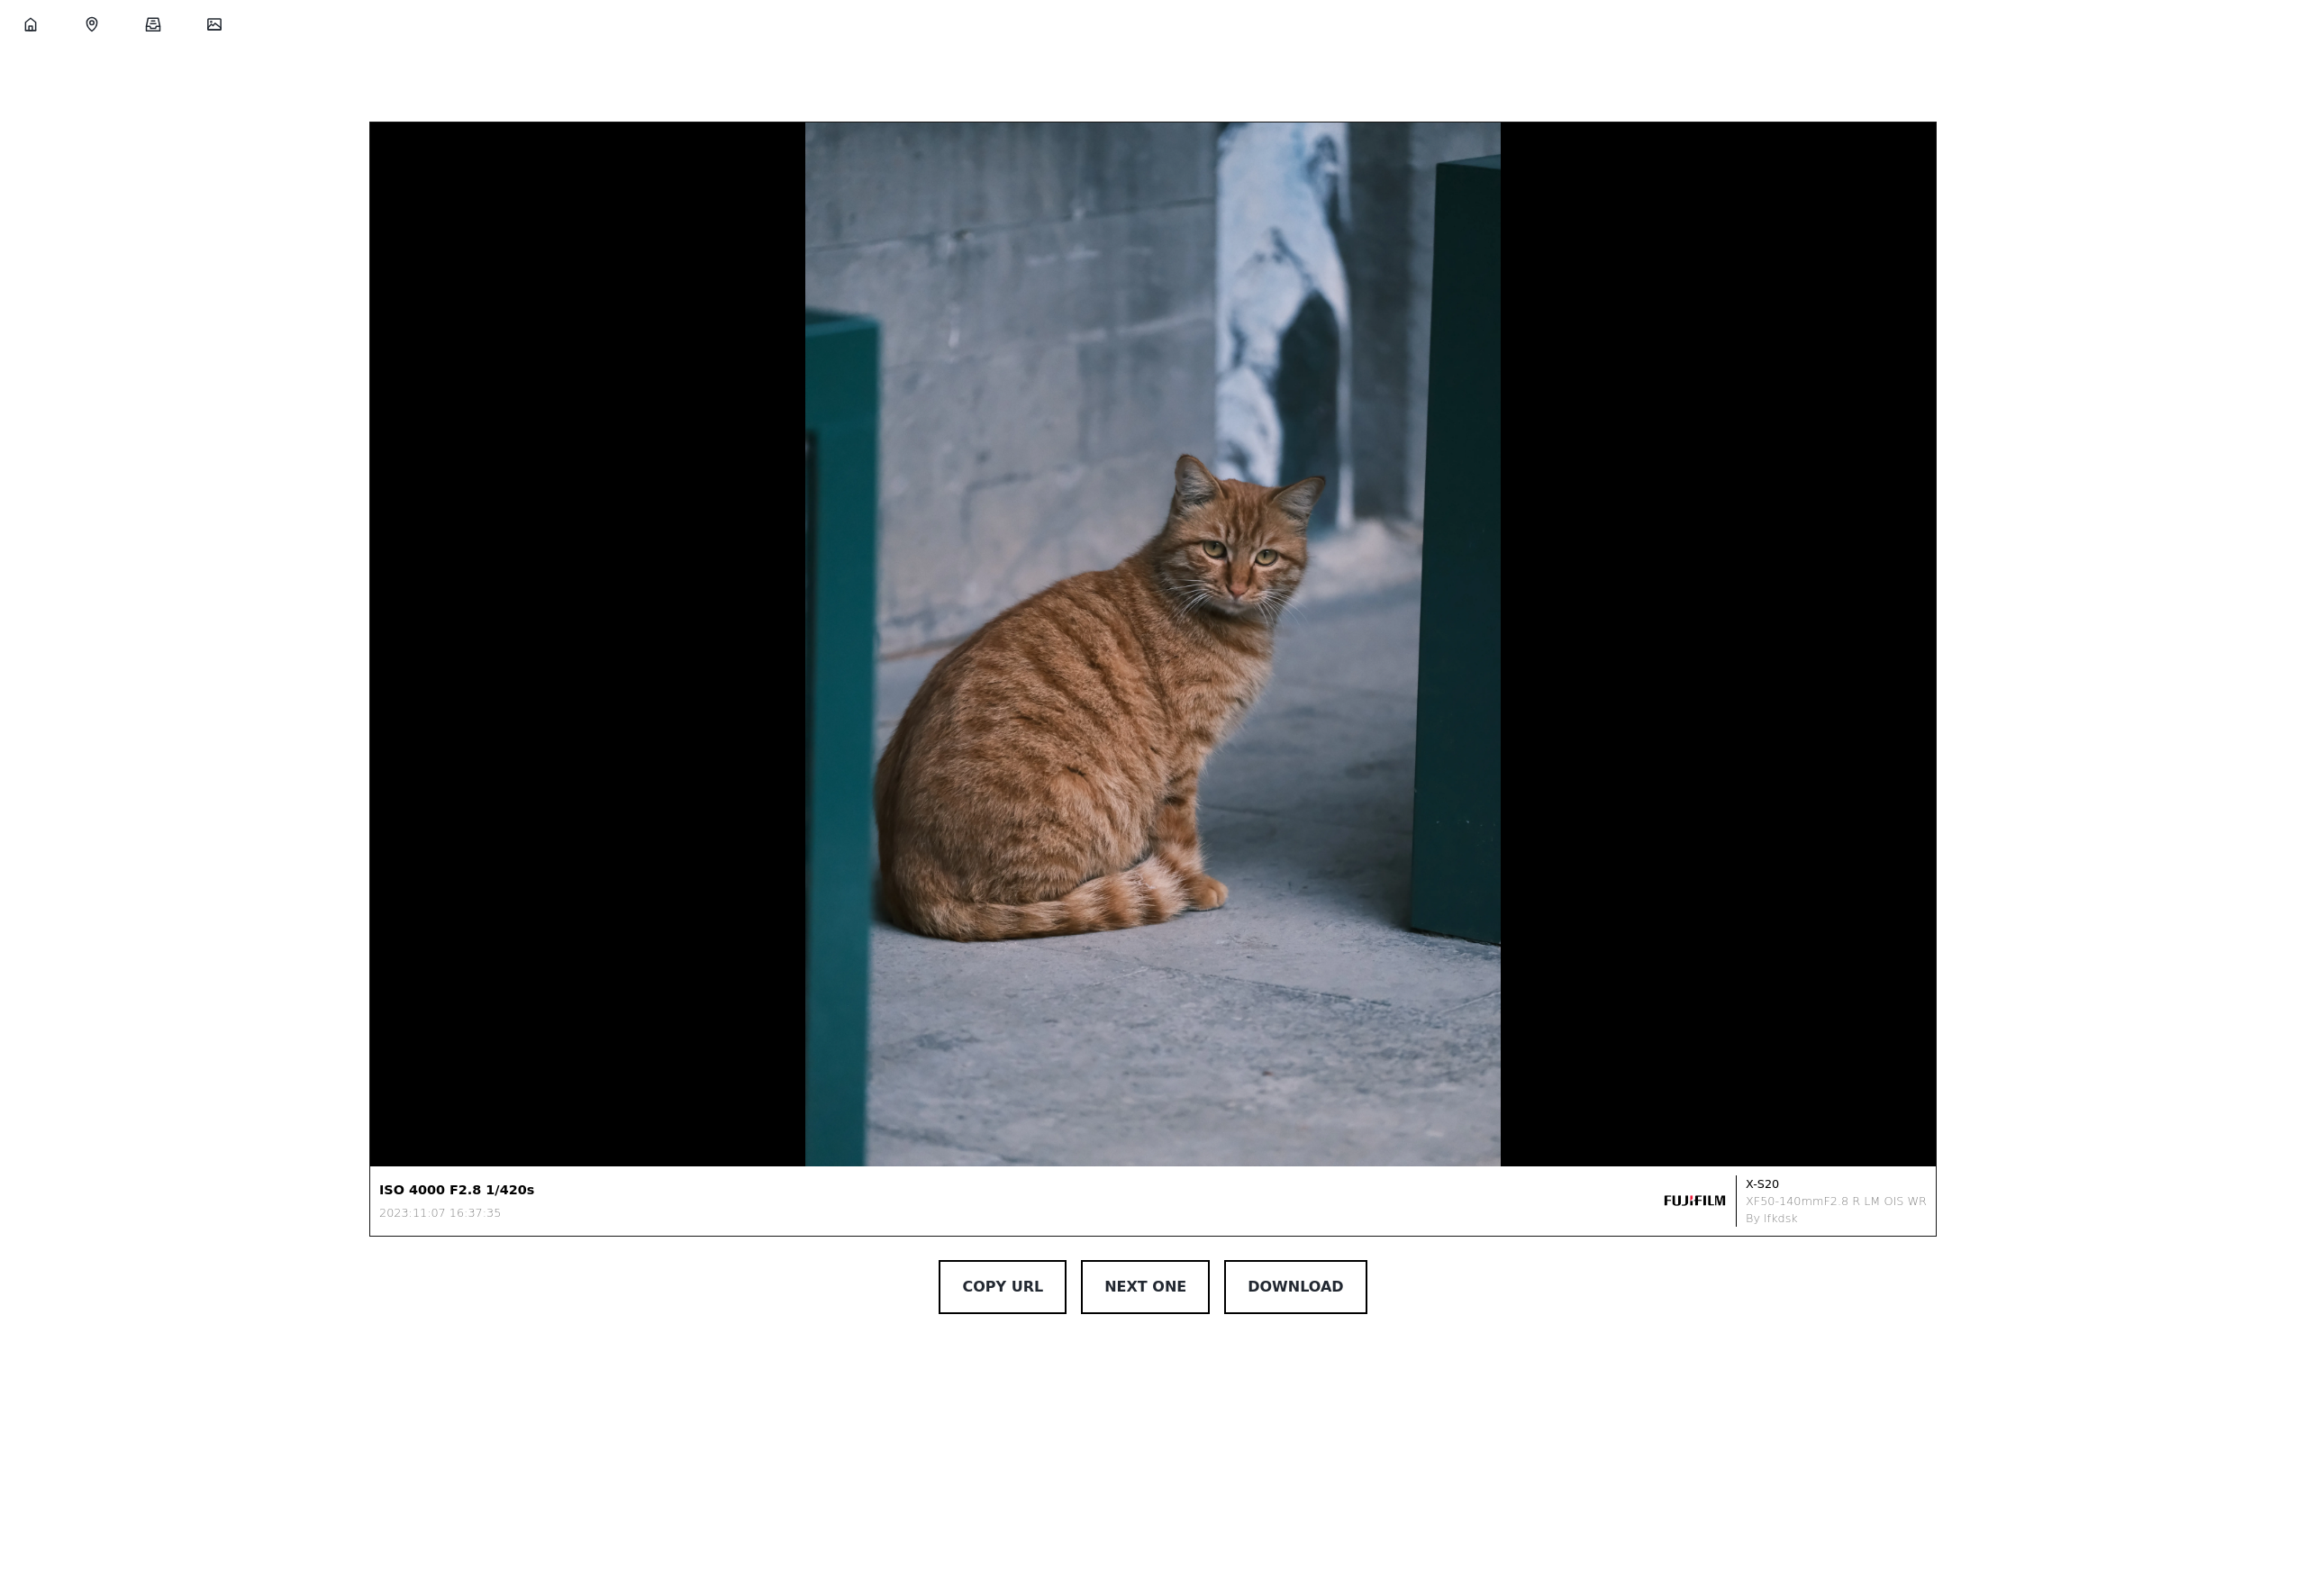 ISO 4000 F2.8 1/420s
2023:11:07 16:37:35
FUJIFILM
X-S20
XF50-140mmF2.8 R LM OIS WR
By lfkdsk
COPY URL
NEXT ONE
DOWNLOAD